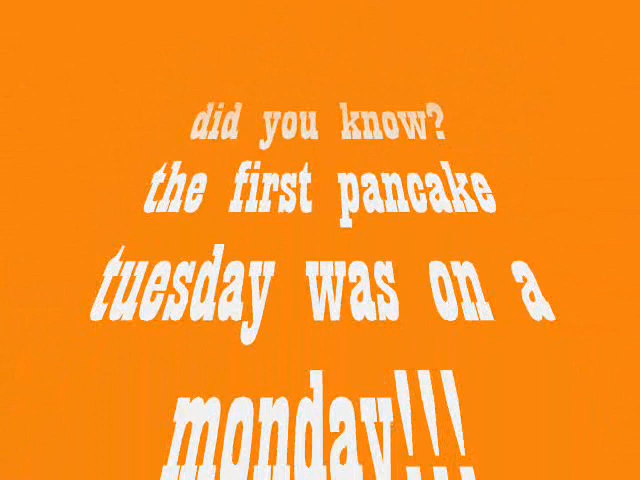 did you know?
the first pancake
tuesday was on a
monday!!!